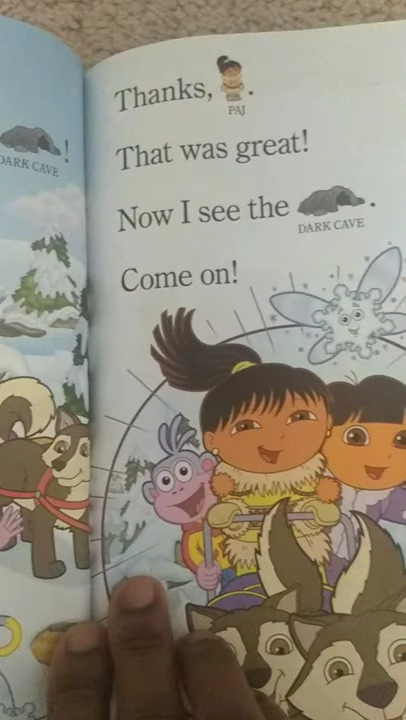 !
DARK CAVE
Thanks, .
PAJ
That was great!
Now I see the .
DARK CAVE
Come on!